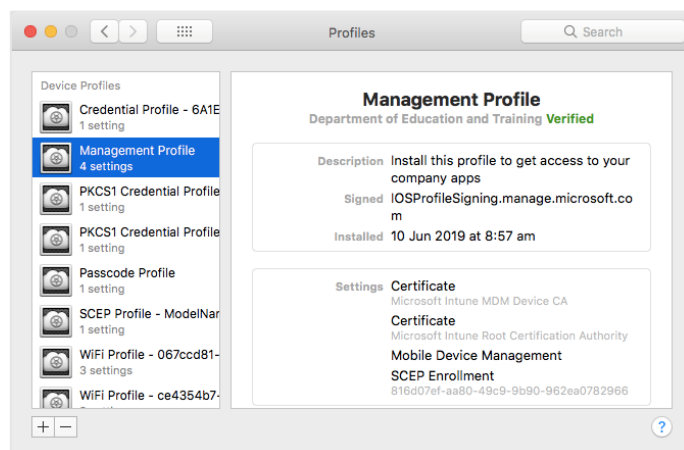 Profiles
Search
Device Profiles
Credential Profile - 6A1E
1 setting
Management Profile
4 settings
PKCS1 Credential Profile
1 setting
PKCS1 Credential Profile
1 setting
Passcode Profile
1 setting
SCEP Profile - ModelNar
1 setting
WiFi Profile - 067ccd81-
3 settings
WiFi Profile - ce4354b7-
Management Profile
Department of Education and Training Verified
Description Install this profile to get access to your
company apps
Signed IOSProfileSigning.manage.microsoft.co
m
Installed 10 Jun 2019 at 8:57 am
Settings Certificate
Microsoft Intune MDM Device CA
Certificate
Microsoft Intune Root Certification Authority
Mobile Device Management
SCEP Enrollment
816d07ef-aa80-49c9-9b90-962ea0782966
+ − ?